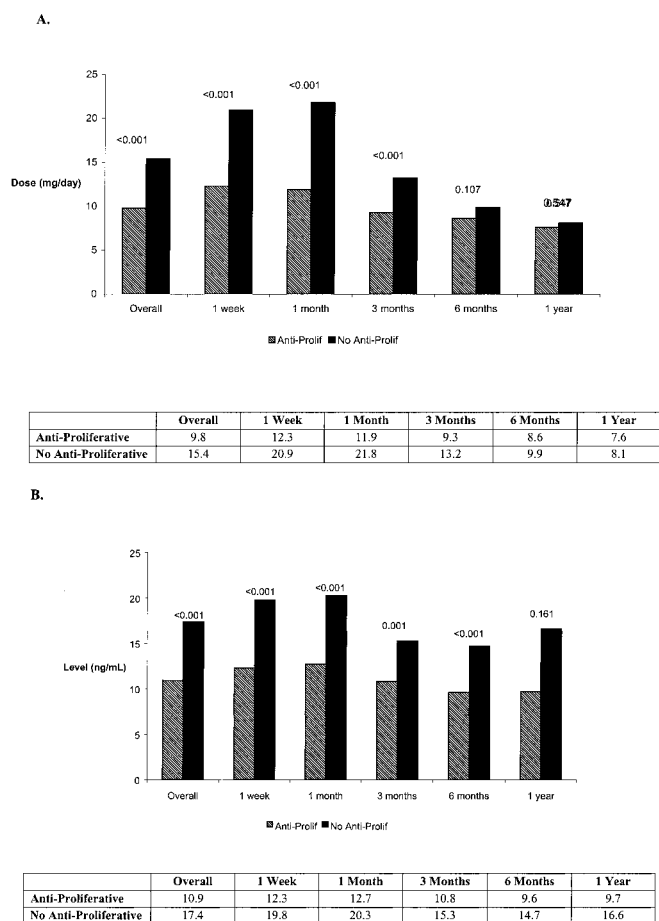 A.
25
20
15
10
5
0
Dose (mg/day)
<0.001
<0.001
<0.001
<0.001
0.107
Overall 1 week 1 month 3 months 6 months 1 year
Anti-Prolif No Anti-Prolif
Overall 1 Week 1 Month 3 Months 6 Months 1 Year
Anti-Proliferative 9.8 12.3 11.9 9.3 8.6 7.6
No Anti-Proliferative 15.4 20.9 21.8 13.2 9.9 8.1
B.
25
20
15
10
5
0
Level (ng/mL)
<0.001
<0.001
<0.001
0.001
<0.001
0.161
Overall 1 week 1 month 3 months 6 months 1 year
Anti-Prolif No Anti-Prolif
Overall 1 Week 1 Month 3 Months 6 Months 1 Year
Anti-Proliferative 10.9 12.3 12.7 10.8 9.6 9.7
No Anti-Proliferative 17.4 19.8 20.3 15.3 14.7 16.6